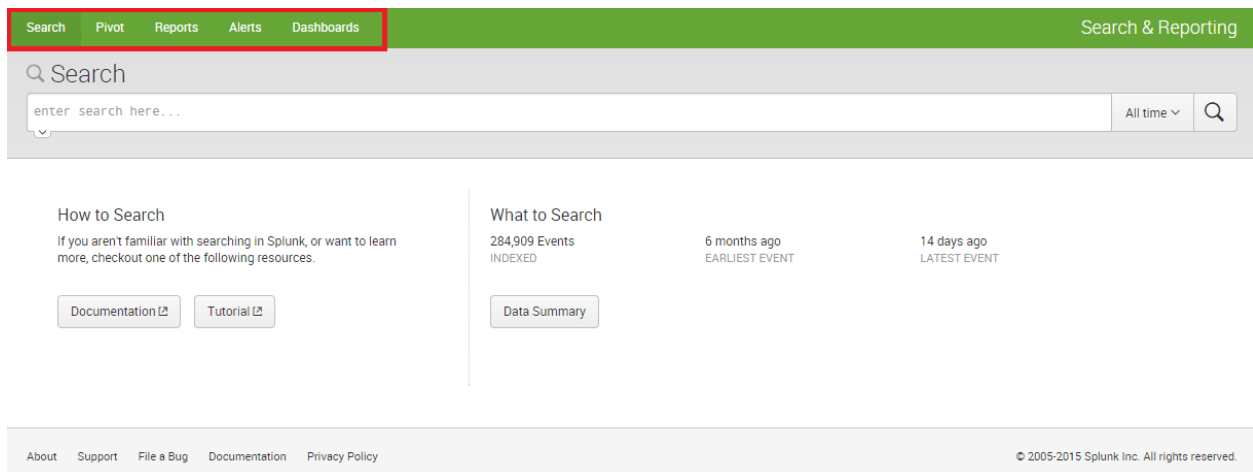 Search Pivot Reports Alerts Dashboards Search & Reporting
Search
enter search here... All time
How to Search
If you aren't familiar with searching in Splunk, or want to learn
more, checkout one of the following resources.
Documentation Tutorial
What to Search
284,909 Events 6 months ago 14 days ago
INDEXED EARLIEST EVENT LATEST EVENT
Data Summary
About Support File a Bug Documentation Privacy Policy © 2005-2015 Splunk Inc. All rights reserved.